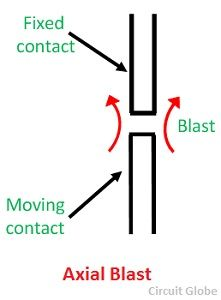 Fixed
contact
Blast
Moving
contact
Circuit Globe
Axial Blast